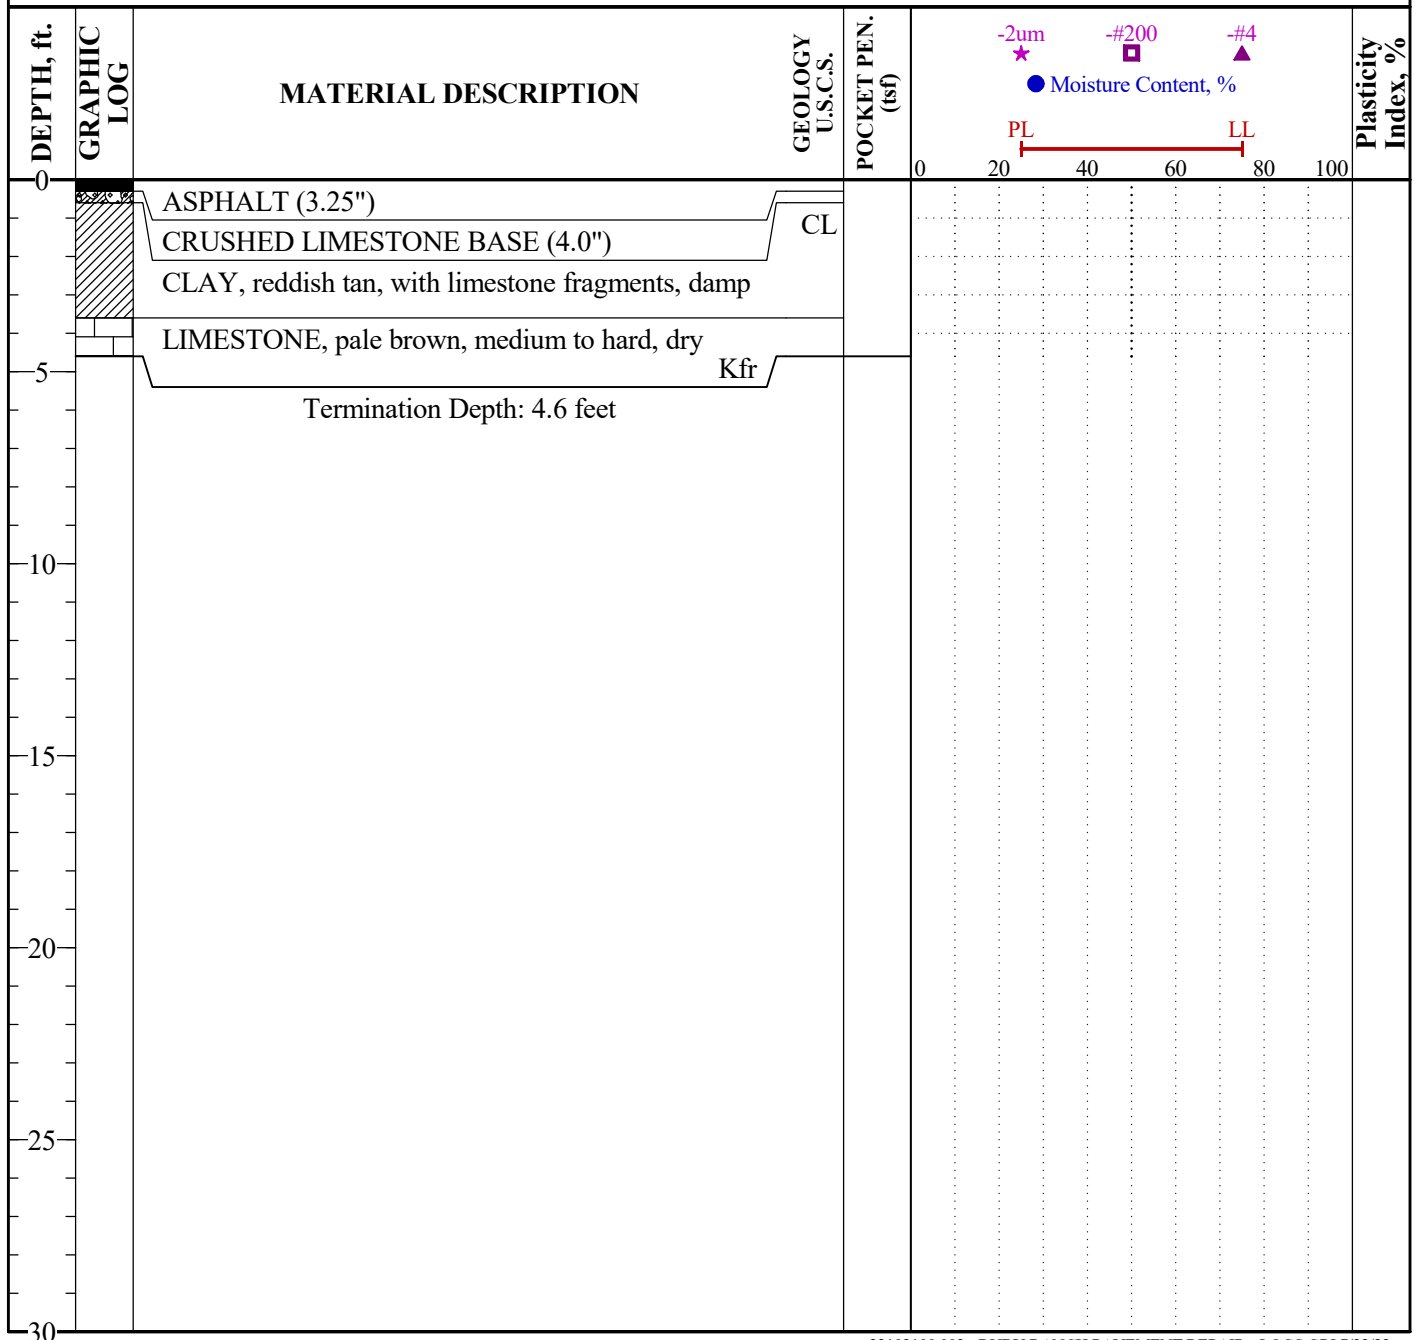 DEPTH, ft.
GRAPHIC
LOG
MATERIAL DESCRIPTION
GEOLOGY
U.S.C.S.
POCKET PEN.
(tsf)
-2um
-#200
-#4
Moisture Content, %
PL
LL
0 20 40 60 80 100
Plasticity
Index, %
0
ASPHALT (3.25")
CL
CRUSHED LIMESTONE BASE (4.0")
CLAY, reddish tan, with limestone fragments, damp
LIMESTONE, pale brown, medium to hard, dry
Kfr
5
Termination Depth: 4.6 feet
10
15
20
25
30